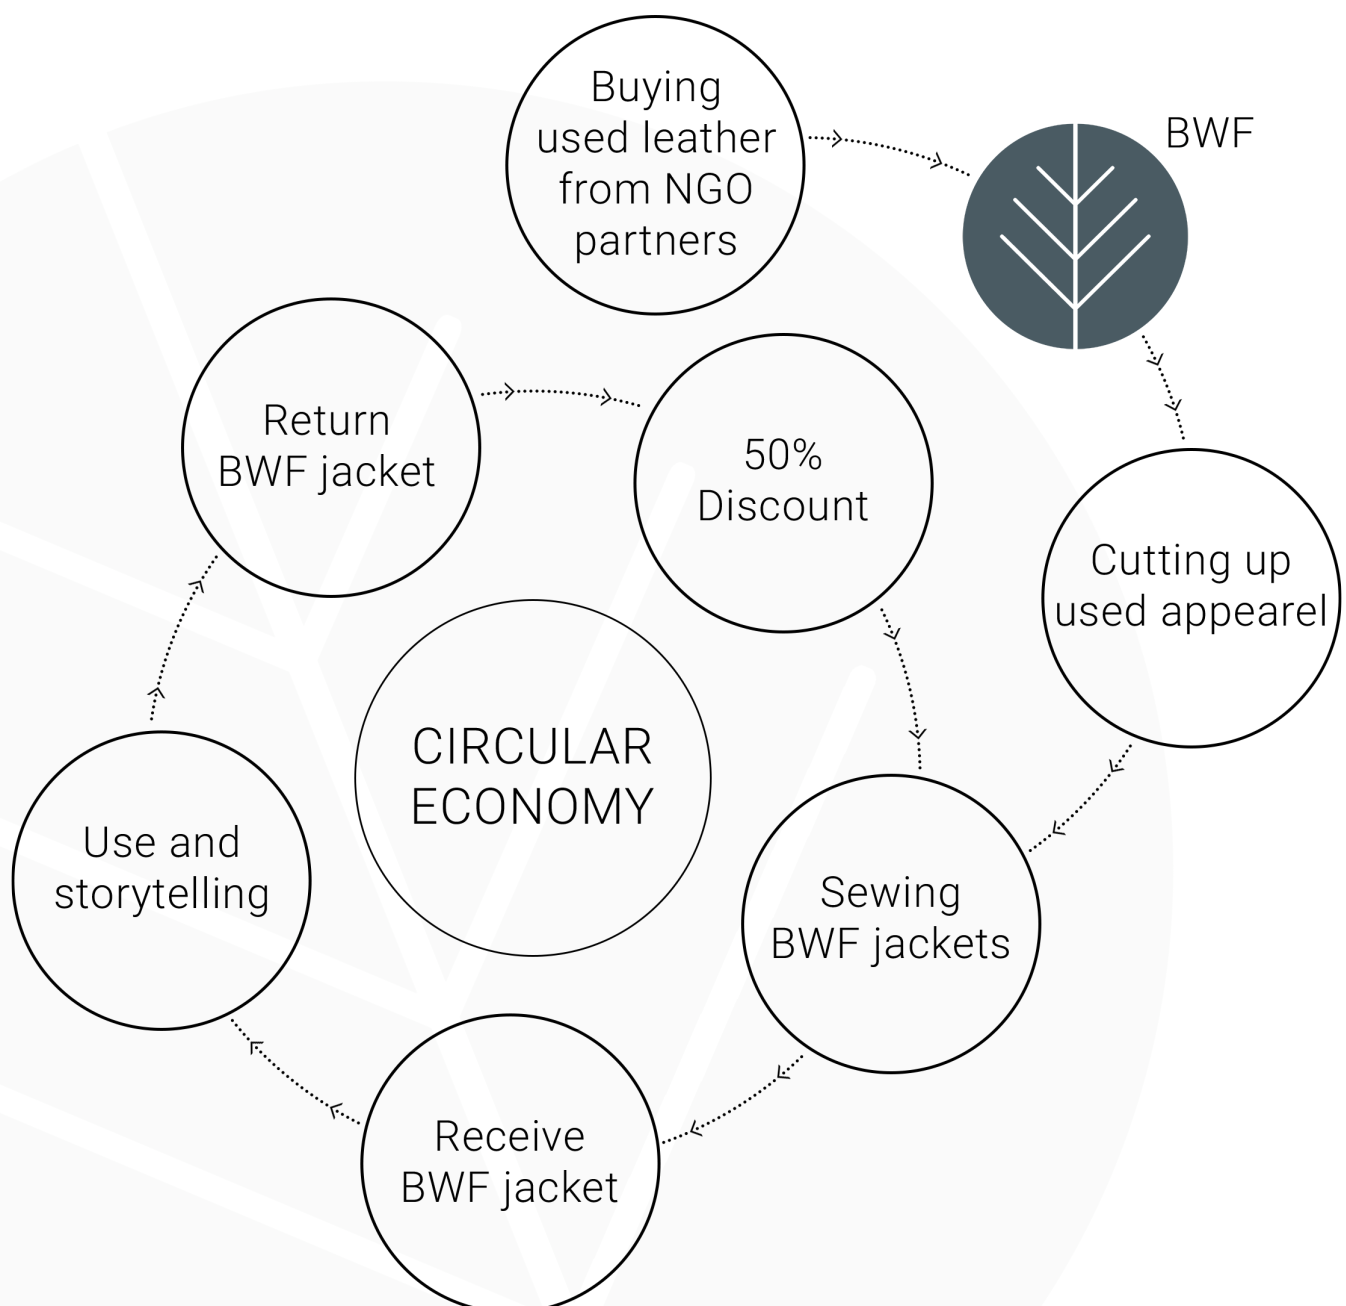 Buying
used leather
from NGO
partners
BWF
Return
BWF jacket
50%
Discount
Cutting up
used appearel
CIRCULAR
ECONOMY
Use and
storytelling
Sewing
BWF jackets
Receive
BWF jacket